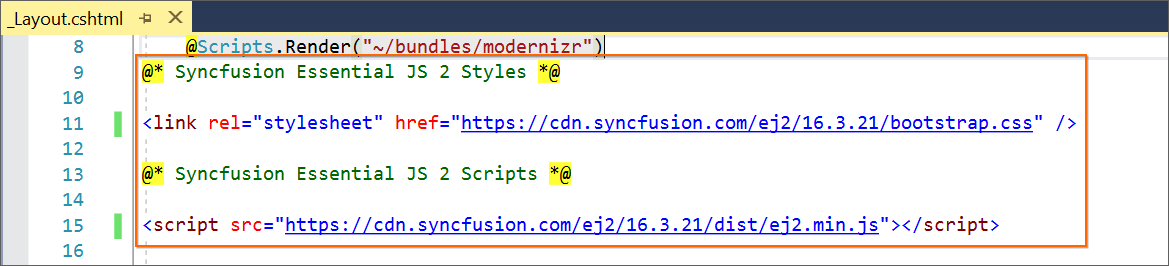 _Layout.cshtml
8 @Scripts.Render("~/bundles/modernizr")
9 @* Syncfusion Essential JS 2 Styles *@
10
11 <link rel="stylesheet" href="https://cdn.syncfusion.com/ej2/16.3.21/bootstrap.css" />
12
13 @* Syncfusion Essential JS 2 Scripts *@
14
15 <script src="https://cdn.syncfusion.com/ej2/16.3.21/dist/ej2.min.js"></script>
16